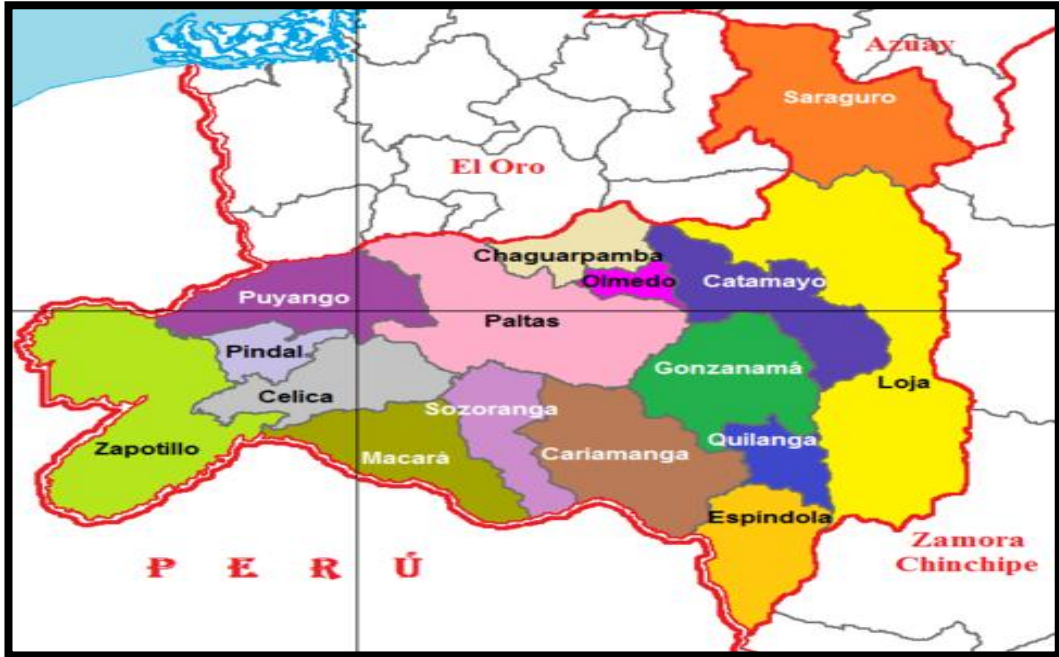 Azuay
Saraguro
El Oro
Chaguarpamba
Olmedo
Catamayo
Puyango
Paltas
Pindal
Gonzanamá
Loja
Celica
Sozoranga
Quilanga
Zapotillo
Macará
Cariamanga
Espíndola
Zamora
Chinchipe
PERÚ